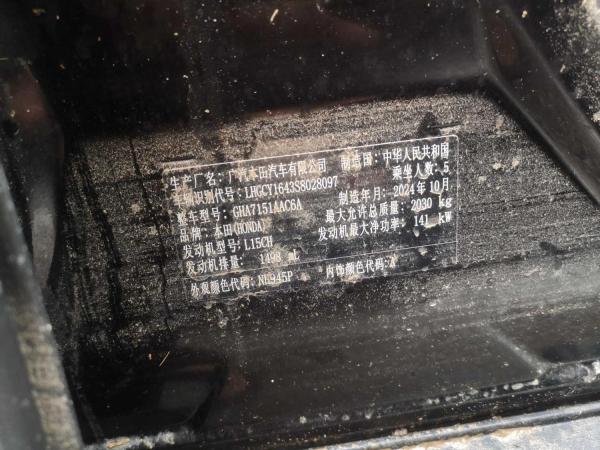 生产厂名：广汽本田汽车有限公司 制造国：中华人民共和国
车辆识别代号：LHGCY1643S8028097 乘坐人数：5
整车型号：GHA7151AAC6A 制造年月：2024年10月
品牌：本田(HONDA) 最大允许总质量：2030 kg
发动机型号：L15CH 发动机最大净功率：141 kW
发动机排量：1498 mL
外观颜色代码：NH945P 内饰颜色代码：A